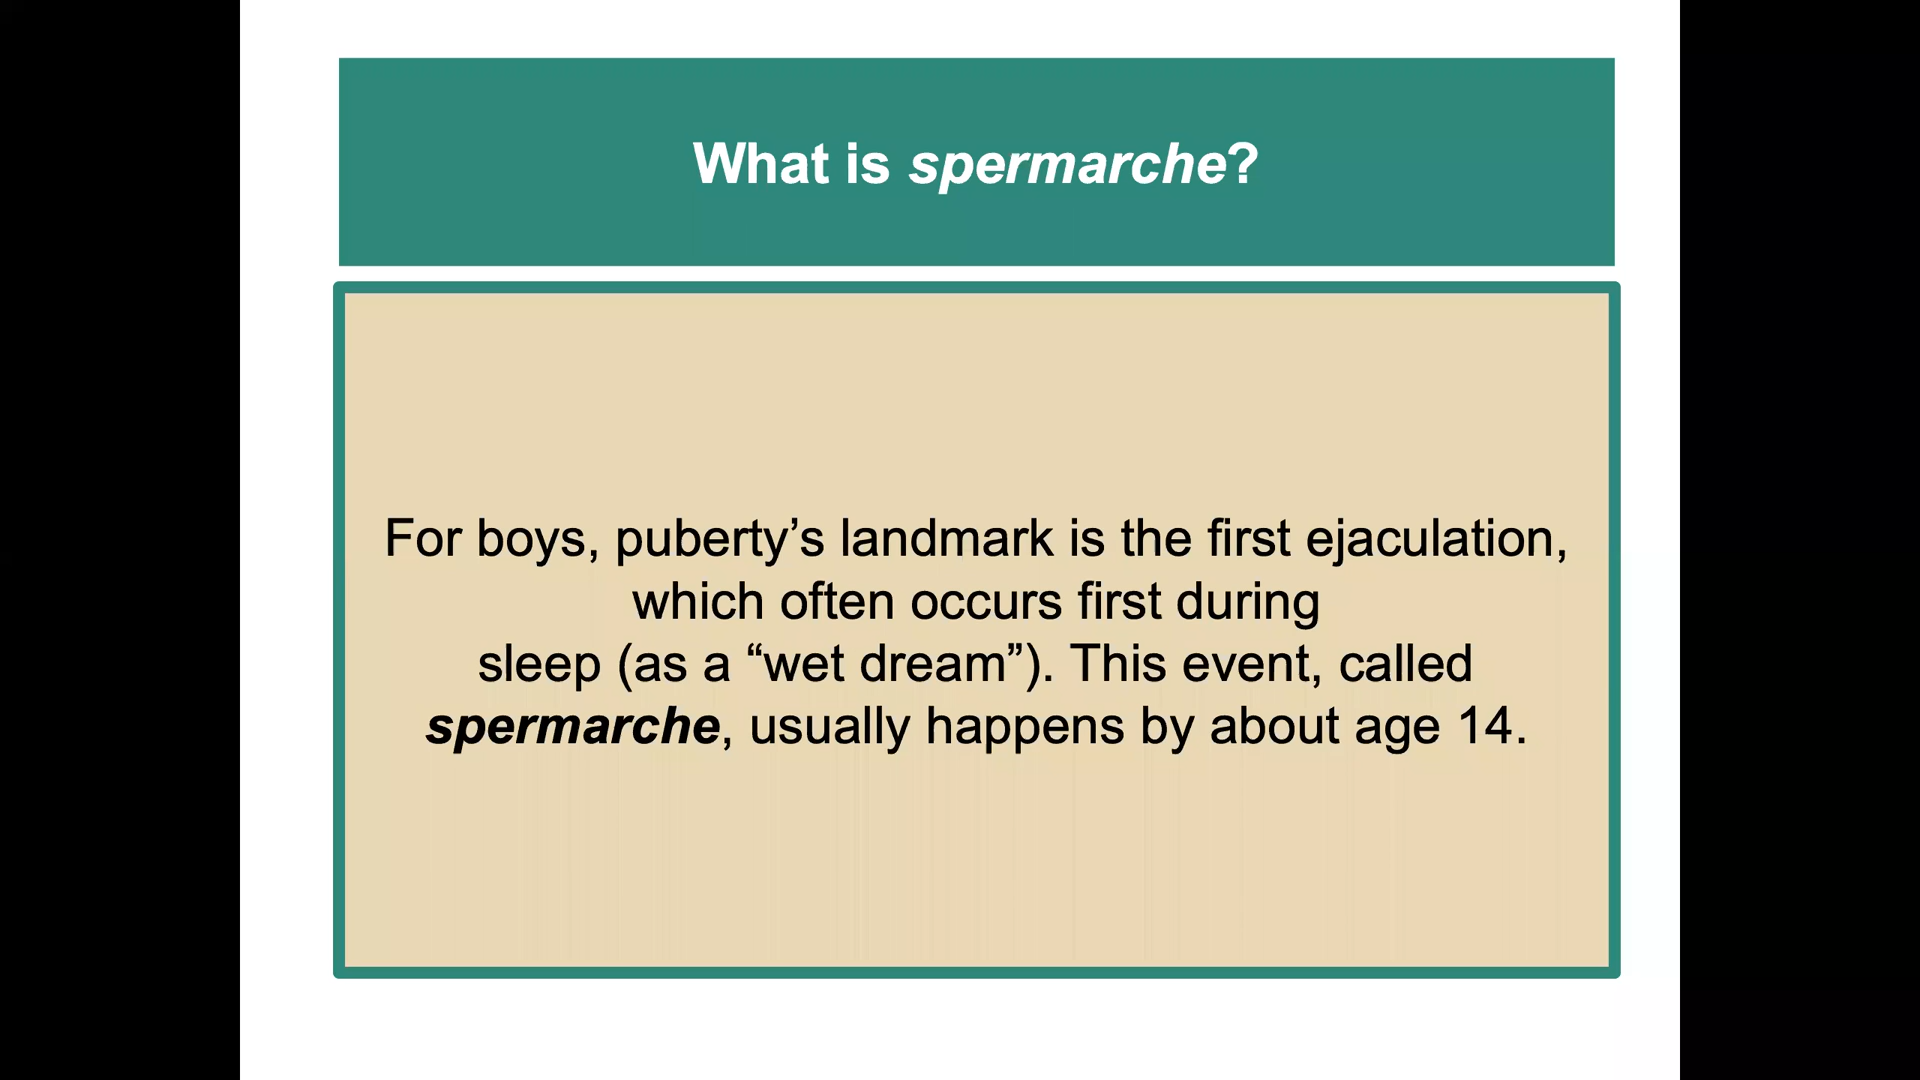 What is spermarche?
For boys, puberty’s landmark is the first ejaculation,
which often occurs first during
sleep (as a “wet dream”). This event, called
spermarche, usually happens by about age 14.